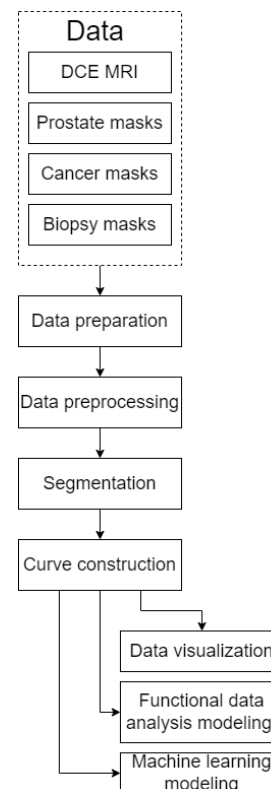 Data
DCE MRI
Prostate masks
Cancer masks
Biopsy masks
Data preparation
Data preprocessing
Segmentation
Curve construction
Data visualization
Functional data
analysis modeling
Machine learning
modeling